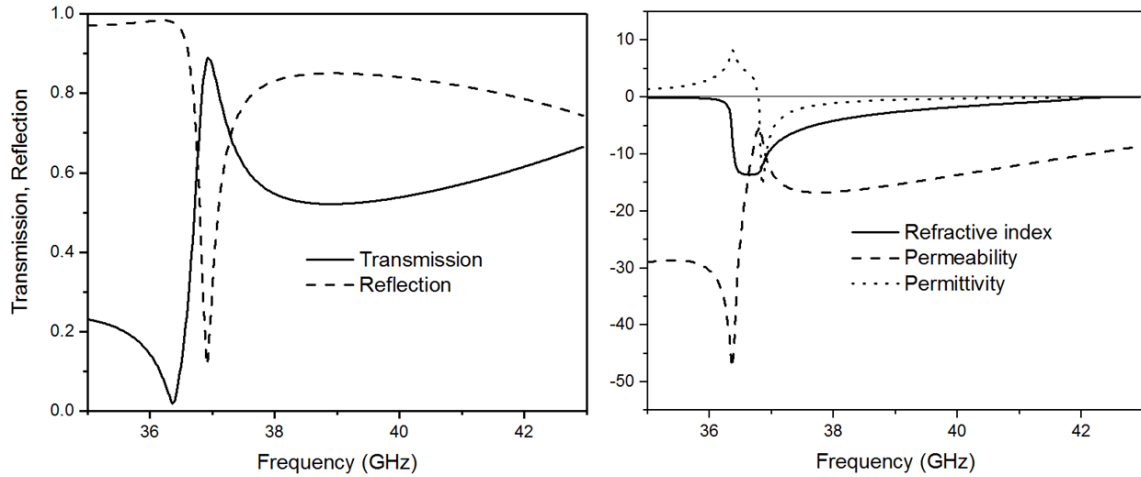 Transmission, Reflection
1.0
0.8
0.6
0.4
0.2
0.0
36
38
40
42
Frequency (GHz)
Transmission
Reflection
10
0
-10
-20
-30
-40
-50
36
38
40
42
Frequency (GHz)
Refractive index
Permeability
Permittivity